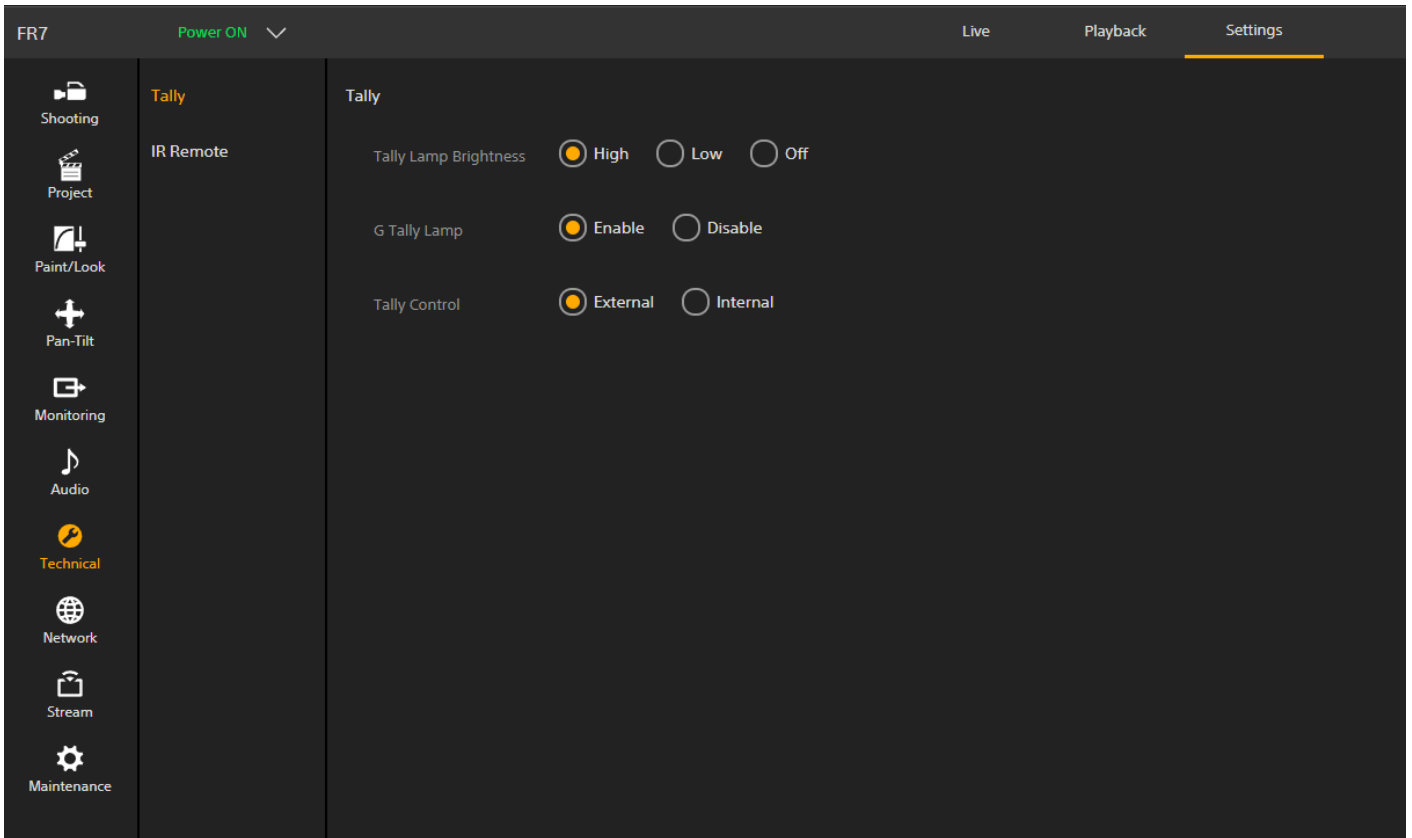 FR7 Power ON Live Playback Settings
Shooting
Project
Paint/Look
Pan-Tilt
Monitoring
Audio
Technical
Network
Stream
Maintenance
Tally
IR Remote
Tally
Tally Lamp Brightness High Low Off
G Tally Lamp Enable Disable
Tally Control External Internal